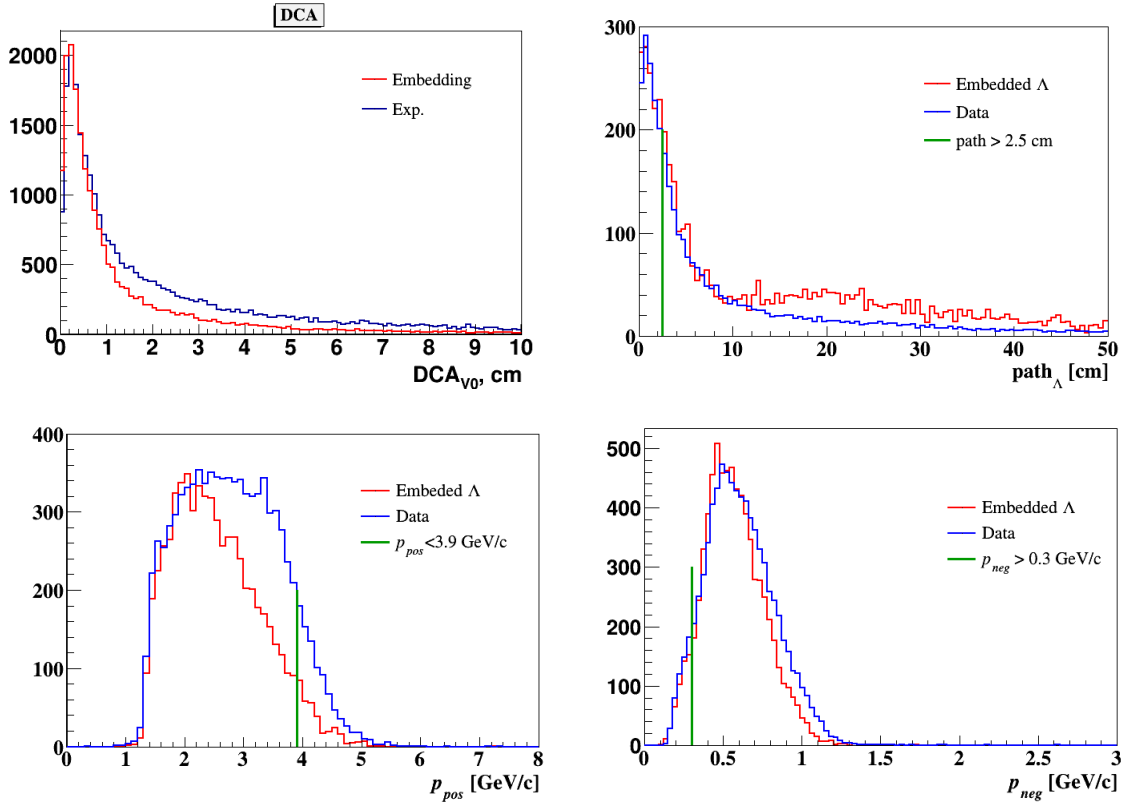 DCA
2000
1500
1000
500
0
Embedding
Exp.
0 1 2 3 4 5 6 7 8 9 10
DCA_V0, cm
300
200
100
0
Embedded Λ
Data
path > 2.5 cm
0 10 20 30 40 50
path_Λ [cm]
400
300
200
100
0
Embeded Λ
Data
p_pos<3.9 GeV/c
0 1 2 3 4 5 6 7 8
p_pos [GeV/c]
500
400
300
200
100
0
Embedded Λ
Data
p_neg > 0.3 GeV/c
0 0.5 1 1.5 2 2.5 3
p_neg [GeV/c]